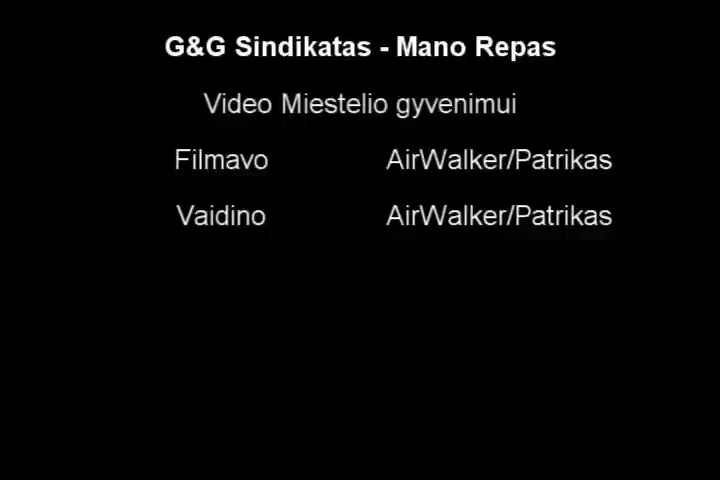 G&G Sindikatas - Mano Repas
Video Miestelio gyvenimui
Filmavo AirWalker/Patrikas
Vaidino AirWalker/Patrikas